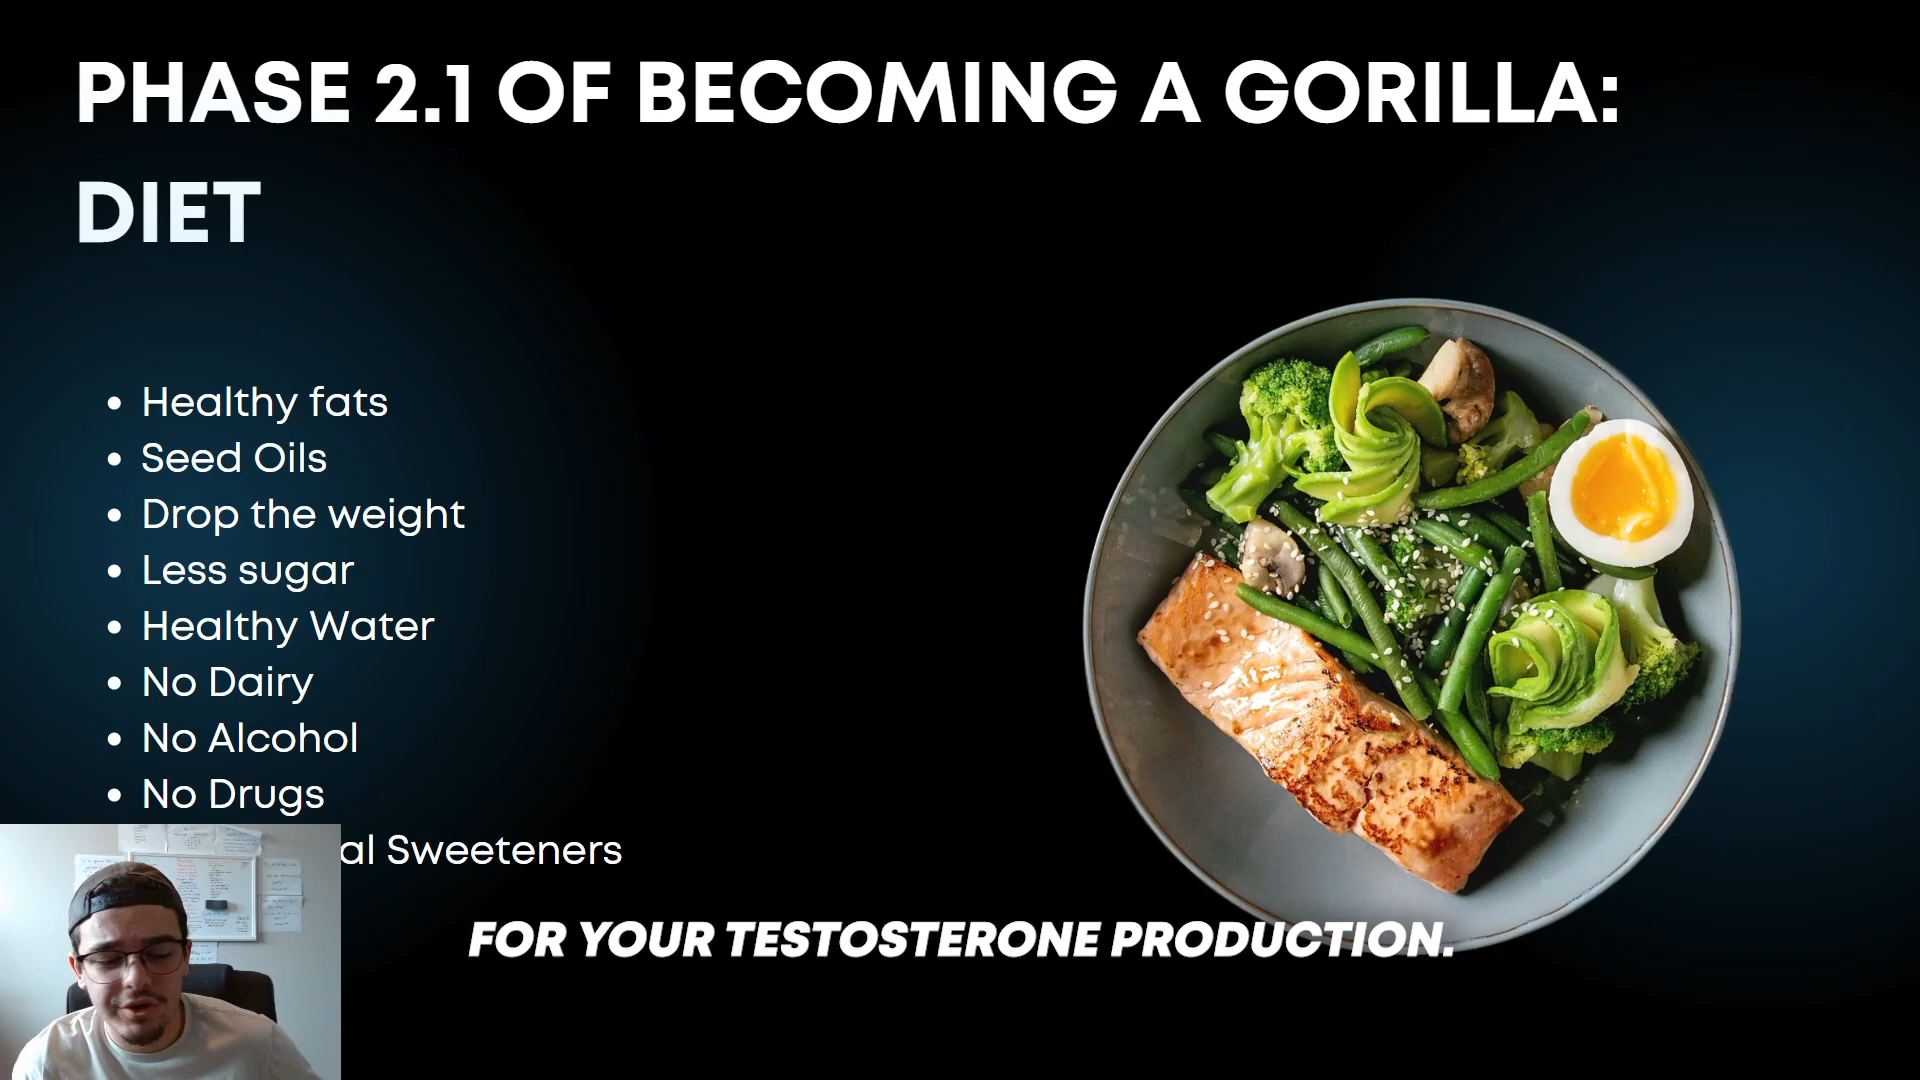 PHASE 2.1 OF BECOMING A GORILLA:
DIET
• Healthy fats
• Seed Oils
• Drop the weight
• Less sugar
• Healthy Water
• No Dairy
• No Alcohol
• No Drugs
Sweeteners
FOR YOUR TESTOSTERONE PRODUCTION.